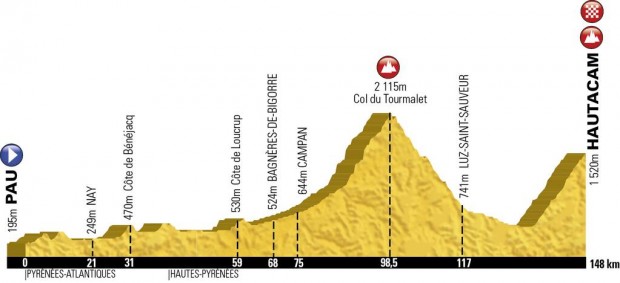 195m PAU
249m NAY
470m Côte de Bénéjacq
530m Côte de Loucrup
524m BAGNÈRES-DE-BIGORRE
644m CAMPAN
2 115m
Col du Tourmalet
741m LUZ-SAINT-SAUVEUR
1 520m HAUTACAM
0 21 31 59 68 75 98,5 117 148 km
|PYRÉNÉES-ATLANTIQUES |HAUTES-PYRÉNÉES